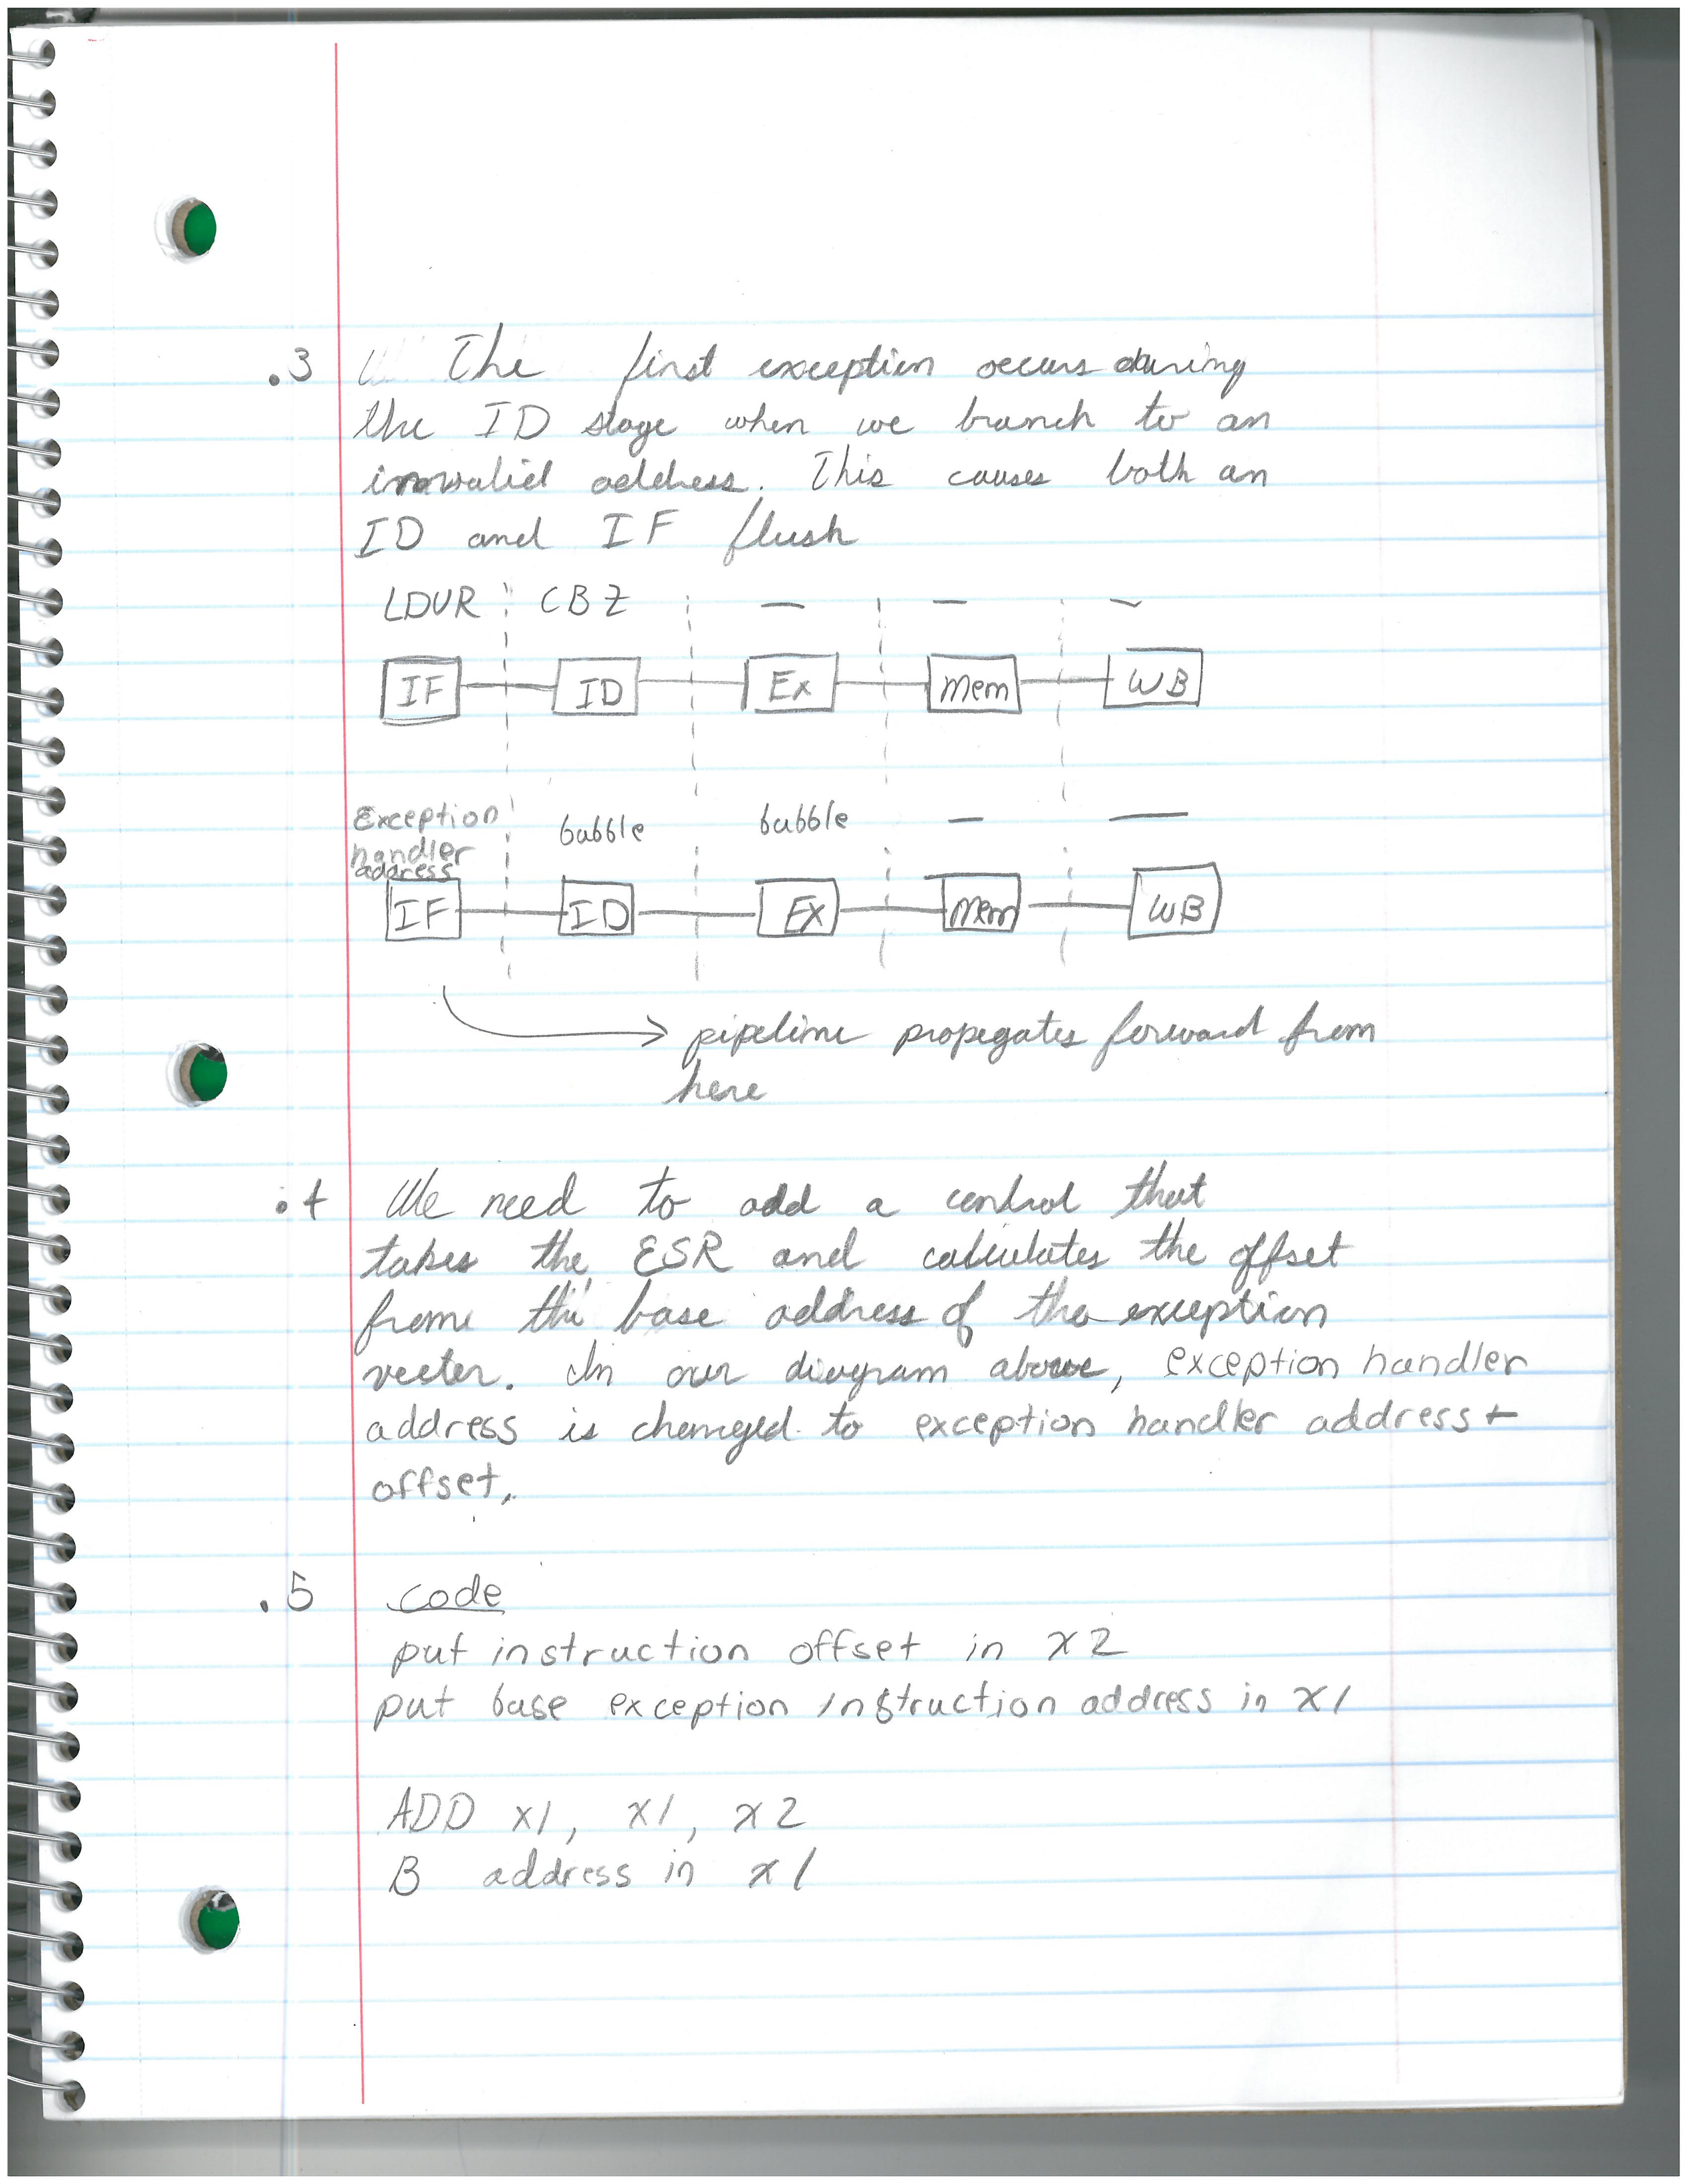 .3 The first exception occurs during
the ID stage when we branch to an
invalid address. This causes both an
ID and IF flush
LDUR CBZ — — —
IF ID Ex Mem WB
Exception bubble bubble — —
handler
address
IF ID EX Mem WB
pipeline propegates forward from
here
.4 We need to add a control that
takes the ESR and calculates the offset
from the base address of the exception
vector. In our diagram above, exception handler
address is changed to exception handler address +
offset.
.5 code
put instruction offset in x2
put base exception instruction address in x1
ADD x1, x1, x2
B address in x1